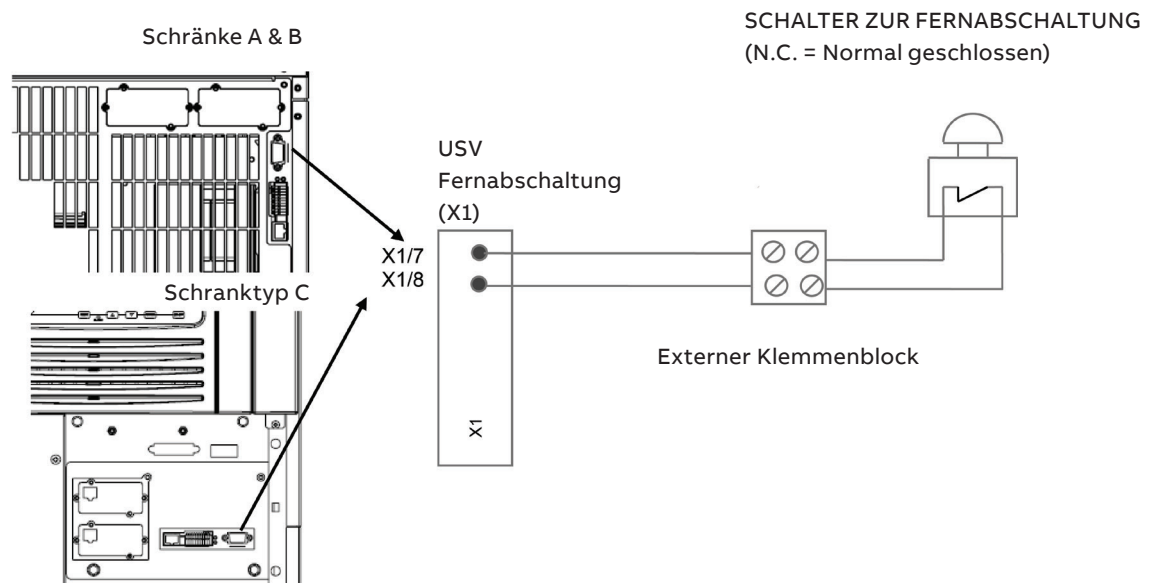 SCHALTER ZUR FERNABSCHALTUNG
(N.C. = Normal geschlossen)
Schränke A & B
USV
Fernabschaltung
(X1)
X1/7
X1/8
Schranktyp C
Externer Klemmenblock
X1